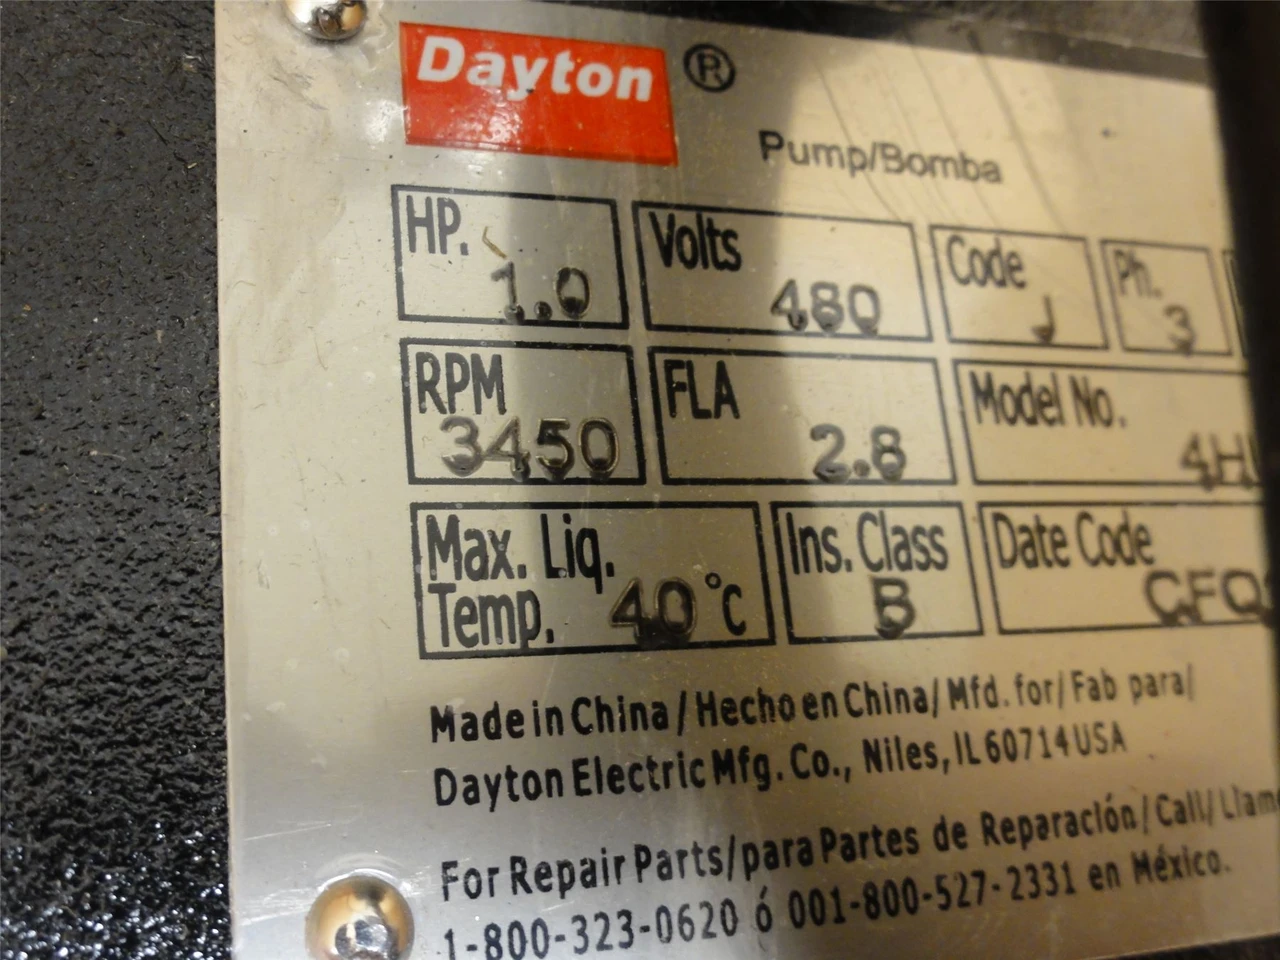 Dayton ®
Pump/Bomba
HP. 1.0
Volts 480
Code J
Ph. 3
RPM 3450
FLA 2.8
Model No.
Max. Liq.
Temp. 40 °C
Ins. Class B
Date Code
Made in China / Hecho en China / Mfd. for / Fab para/
Dayton Electric Mfg. Co., Niles, IL 60714 USA
For Repair Parts/para Partes de Reparación/Call/
1-800-323-0620 ó 001-800-527-2331 en México.